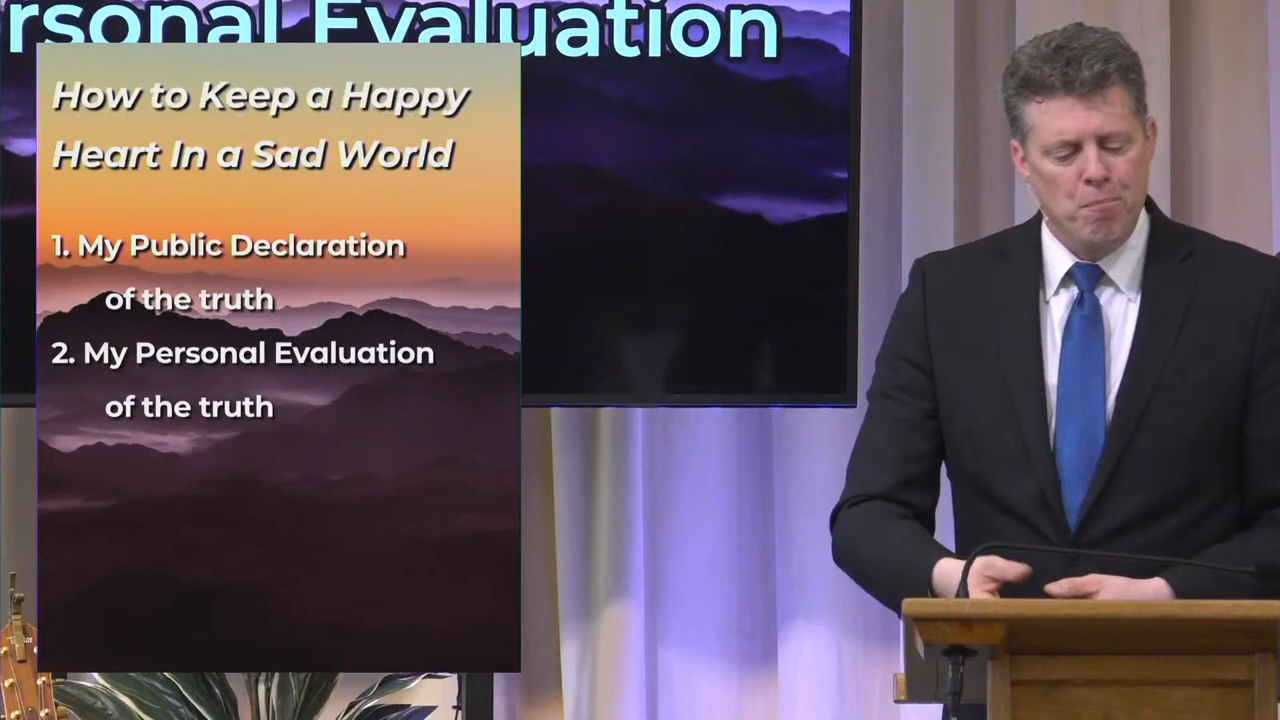 rsonal Evaluation
How to Keep a Happy
Heart In a Sad World
1. My Public Declaration
of the truth
2. My Personal Evaluation
of the truth